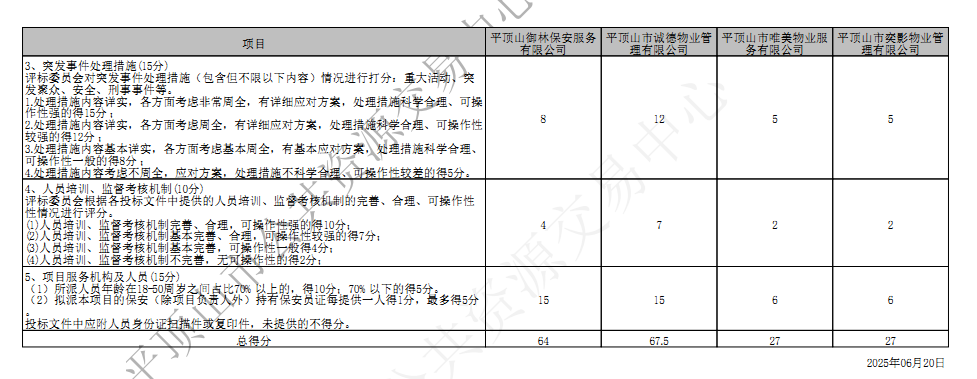 项目
平顶山御林保安服务
有限公司
平顶山市诚德物业管
理有限公司
平顶山市唯美物业服
务有限公司
平顶山市奕影物业管
理有限公司
3、突发事件处理措施(15分)
评标委员会对突发事件处理措施（包含但不限以下内容）情况进行打分：重大活动、突
发聚众、安全、刑事事件等。
1.处理措施内容详实，各方面考虑非常周全，有详细应对方案，处理措施科学合理、可操
作性强的得15分；
2.处理措施内容详实，各方面考虑周全，有详细应对方案，处理措施科学合理、可操作性
较强的得12分；
3.处理措施内容基本详实，各方面考虑基本周全，有基本应对方案，处理措施科学合理、
可操作性一般的得8分；
4.处理措施内容考虑不周全，应对方案，处理措施不科学合理、可操作性较差的得5分。
8
12
5
5
4、人员培训、监督考核机制(10分)
评标委员会根据各投标文件中提供的人员培训、监督考核机制的完善、合理、可操作性
性情况进行评分。
(1)人员培训、监督考核机制完善、合理，可操作性强的得10分；
(2)人员培训、监督考核机制基本完善、合理，可操作性较强的得7分；
(3)人员培训、监督考核机制基本完善，可操作性一般得4分；
(4)人员培训、监督考核机制不完善，无可操作性的得2分；
4
7
2
2
5、项目服务机构及人员(15分)
（1）所派人员年龄在18-50周岁之间占比70%以上的，得10分；70%以下的得5分。
（2）拟派本项目的保安（除项目负责人外）持有保安员证每提供一人得1分，最多得5分
。
投标文件中应附人员身份证扫描件或复印件，未提供的不得分。
15
15
6
6
总得分
64
67.5
27
27
2025年06月20日
平顶山市公共资源交易中心
公共资源交易中心